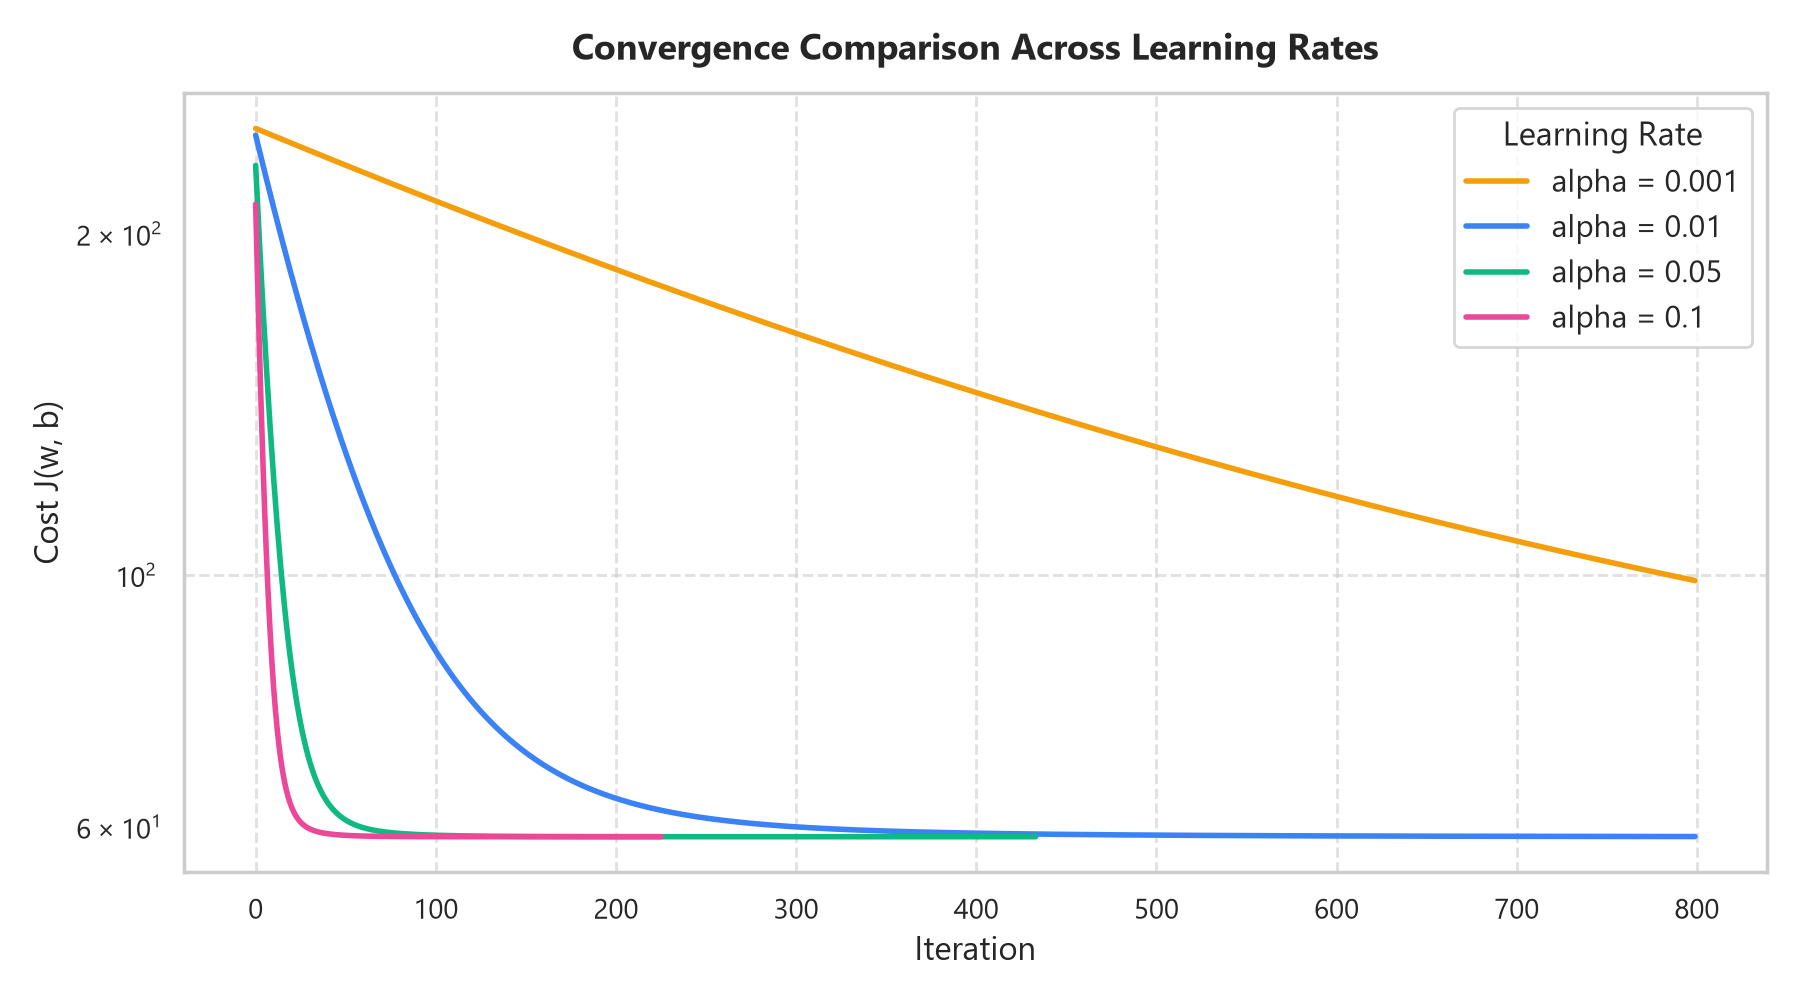 Convergence Comparison Across Learning Rates
Learning Rate
alpha = 0.001
alpha = 0.01
alpha = 0.05
alpha = 0.1
Cost J(w, b)
2 × 10²
10²
6 × 10¹
0 100 200 300 400 500 600 700 800
Iteration